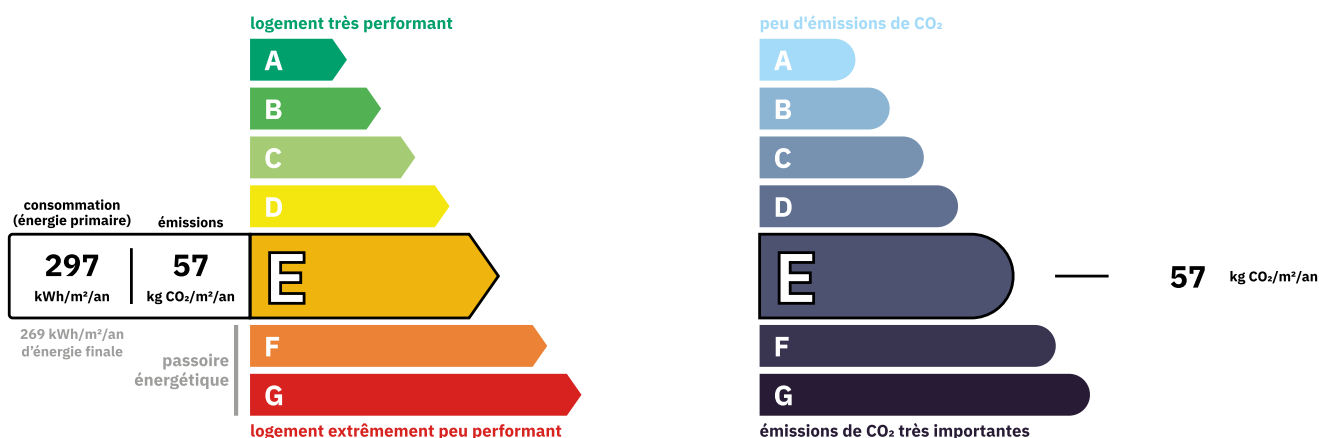 logement très performant
A
B
C
D
consommation
(énergie primaire)
émissions
297
kWh/m²/an
57
kg CO₂/m²/an
E
269 kWh/m²/an
d'énergie finale
passoire
énergétique
F
G
logement extrêmement peu performant
peu d'émissions de CO₂
A
B
C
D
E
57 kg CO₂/m²/an
F
G
émissions de CO₂ très importantes